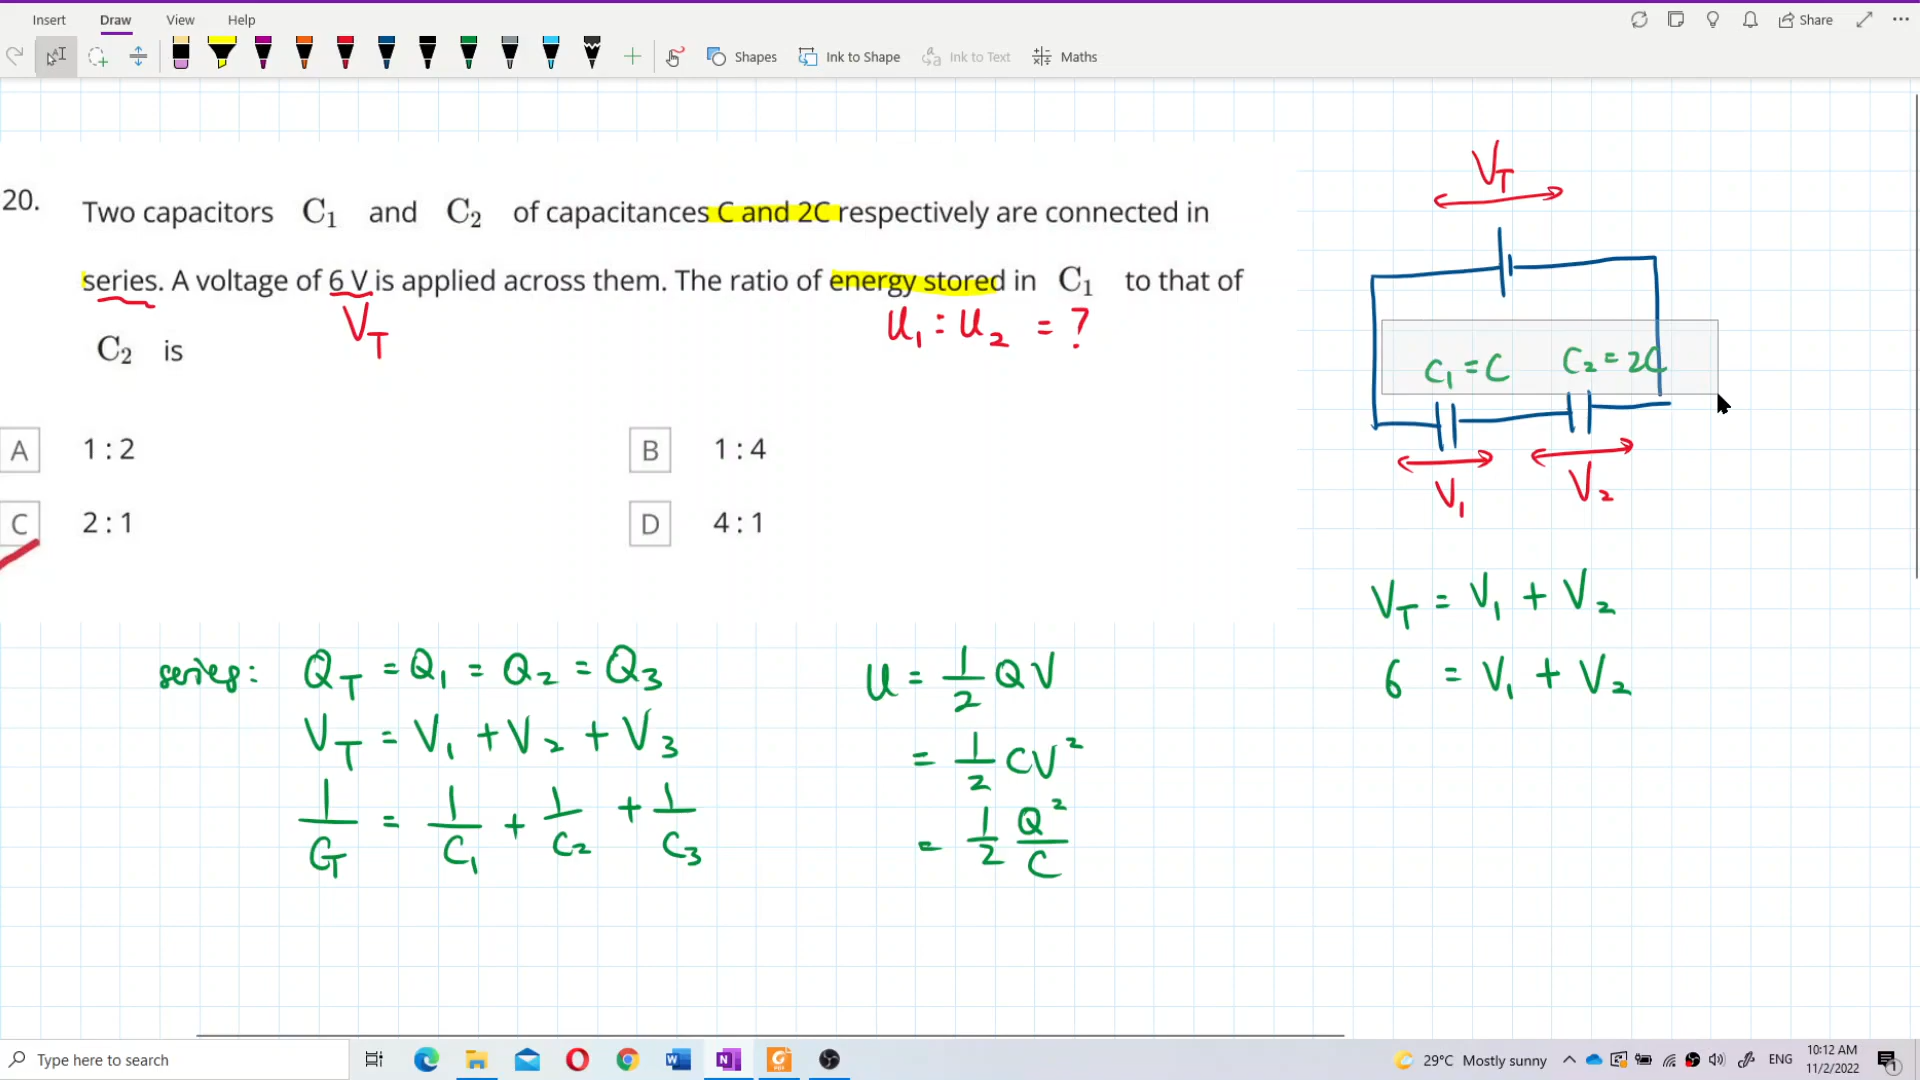 Insert Draw View Help
Share
Shapes Ink to Shape Ink to Text Maths
20. Two capacitors C₁ and C₂ of capacitances C and 2C respectively are connected in
series. A voltage of 6 V is applied across them. The ratio of energy stored in C₁ to that of
C₂ is
V_T
U₁ : U₂ = ?
A 1 : 2
B 1 : 4
C 2 : 1
D 4 : 1
V_T
C₁ = C C₂ = 2C
V₁ V₂
V_T = V₁ + V₂
6 = V₁ + V₂
series: Q_T = Q₁ = Q₂ = Q₃
V_T = V₁ + V₂ + V₃
1/C_T = 1/C₁ + 1/C₂ + 1/C₃
U = 1/2 QV
= 1/2 CV²
= 1/2 Q²/C
Type here to search
29°C Mostly sunny ENG 10:12 AM
11/2/2022
1